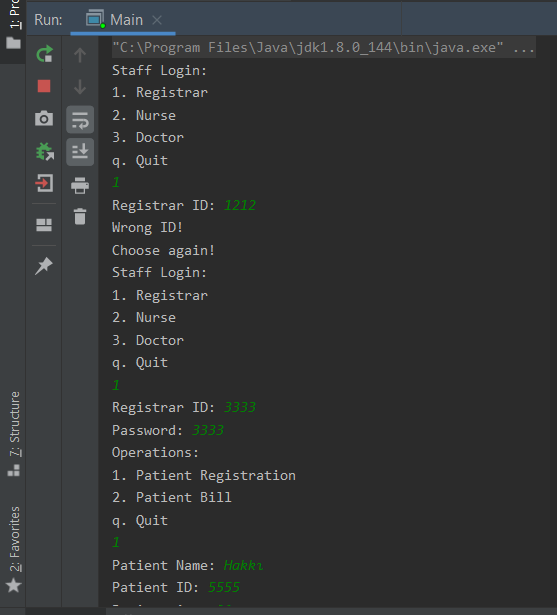 Run: Main
"C:\Program Files\Java\jdk1.8.0_144\bin\java.exe" ...
Staff Login:
1. Registrar
2. Nurse
3. Doctor
q. Quit
1
Registrar ID: 1212
Wrong ID!
Choose again!
Staff Login:
1. Registrar
2. Nurse
3. Doctor
q. Quit
1
Registrar ID: 3333
Password: 3333
Operations:
1. Patient Registration
2. Patient Bill
q. Quit
1
Patient Name: Hakkı
Patient ID: 5555
1: Pro
7: Structure
2: Favorites